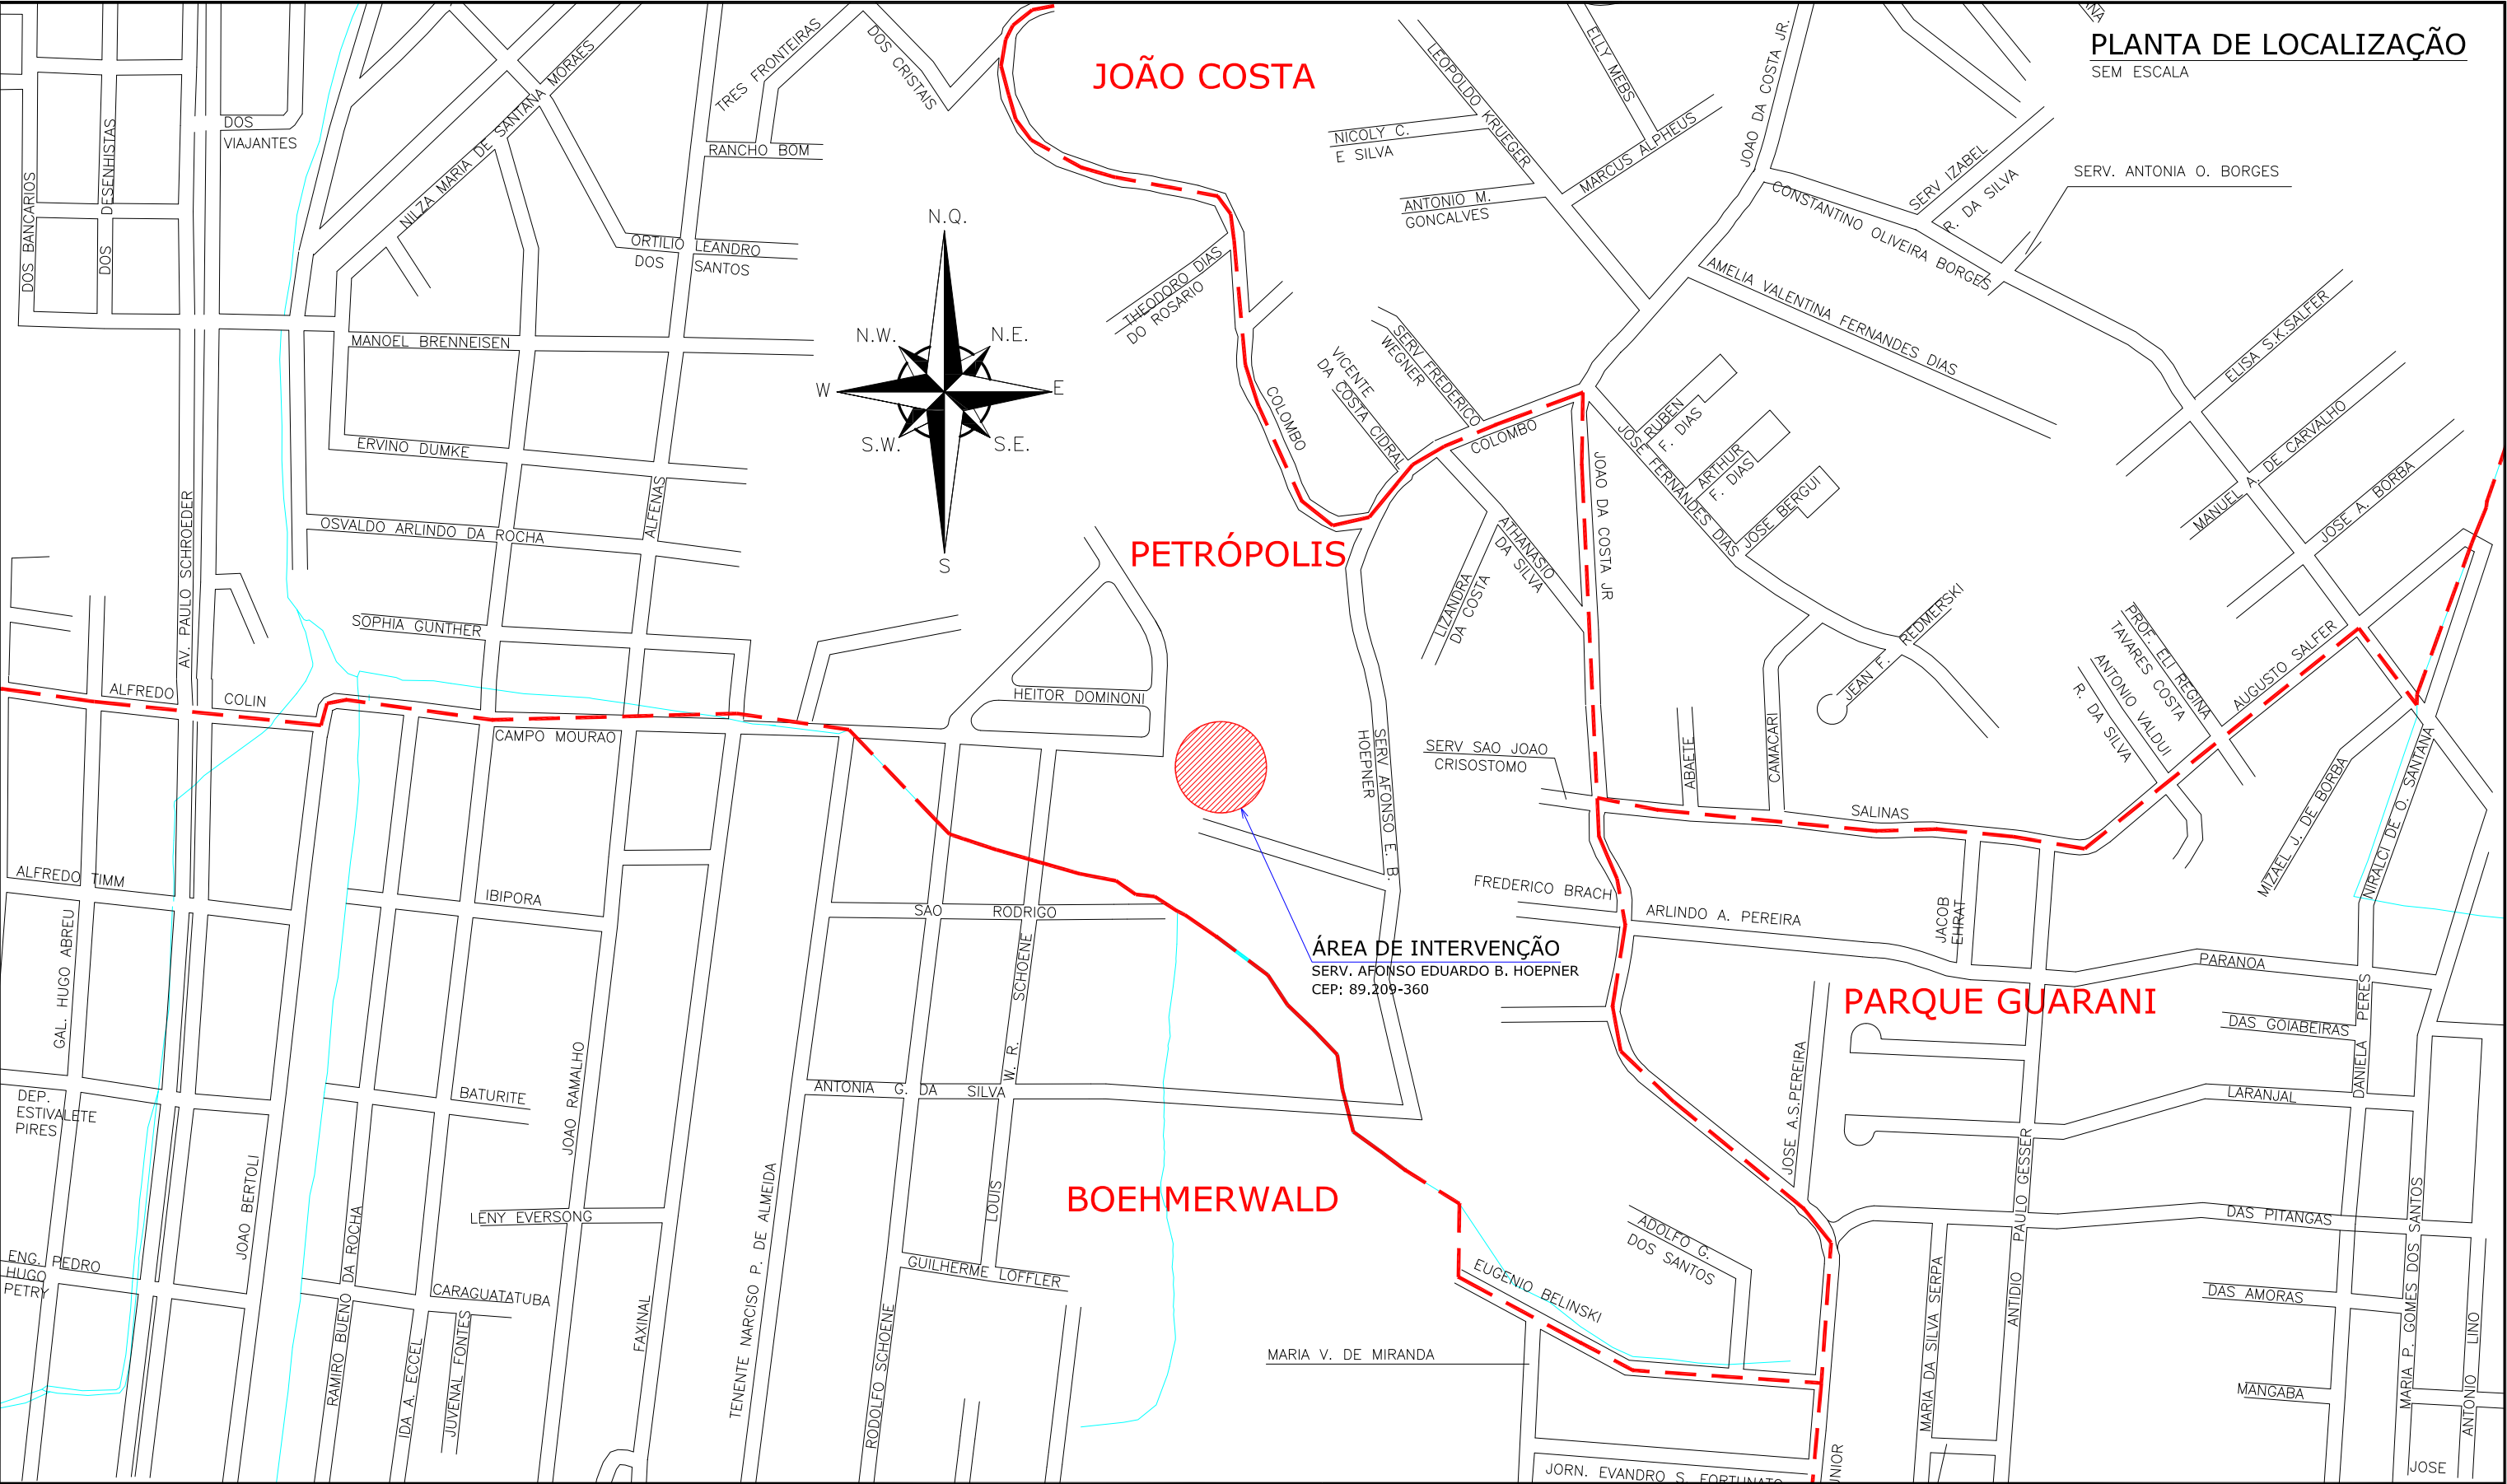 PLANTA DE LOCALIZAÇÃO
SEM ESCALA
JOÃO COSTA
PETRÓPOLIS
BOEHMERWALD
PARQUE GUARANI
ÁREA DE INTERVENÇÃO
SERV. AFONSO EDUARDO B. HOEPNER
CEP: 89.209-360
N.Q.
N.W.
N.E.
W
E
S.W.
S.E.
S
DOS BANCARIOS
DOS DESENHISTAS
DOS
VIAJANTES
NILZA MARIA DE SANTANA MORAES
TRES FRONTEIRAS
DOS CRISTAIS
RANCHO BOM
ORTILIO LEANDRO
DOS SANTOS
MANOEL BRENNEISEN
ERVINO DUMKE
OSVALDO ARLINDO DA ROCHA
ALFENAS
SOPHIA GUNTHER
AV. PAULO SCHROEDER
ALFREDO COLIN
CAMPO MOURAO
HEITOR DOMINONI
THEODORO DIAS
DO ROSARIO
COLOMBO
VICENTE
DA COSTA CIDRAL
SERV FREDERICO
WEGNER
COLOMBO
NICOLY C.
E SILVA
ANTONIO M.
GONCALVES
LEOPOLDO KRUEGER
ELLY MEBS
MARCUS ALPHEUS
JOAO DA COSTA JR.
CONSTANTINO OLIVEIRA BORGES
SERV IZABEL
R. DA SILVA
SERV. ANTONIA O. BORGES
AMELIA VALENTINA FERNANDES DIAS
RUBEN
F. DIAS
ARTHUR
F. DIAS
JOSE BERGUI
JOSE FERNANDES DIAS
JOAO DA COSTA JR
ATHANASIO
DA SILVA
LIZANDRA
DA COSTA
ELISA S.K.SALFER
MANUEL A. DE CARVALHO
JOSE A. BORBA
JEAN F. REDMERSKI
PROF. ELI REGINA
TAVARES COSTA
ANTONIO VALDUI
R. DA SILVA
AUGUSTO SALFER
SERV AFONSO E. B.
HOEPNER
SERV SAO JOAO
CRISOSTOMO
ABAETE
CAMACARI
SALINAS
MIZAEL J. DE BORBA
NIRALCI DE O. SANTANA
FREDERICO BRACH
ARLINDO A. PEREIRA
JACOB
EHRAT
PARANOA
DAS GOIABEIRAS
DANIELA PERES
LARANJAL
DAS PITANGAS
DAS AMORAS
MANGABA
JOSE A.S.PEREIRA
ANTIDIO PAULO GESSER
MARIA DA SILVA SERPA
MARIA P. GOMES DOS SANTOS
ANTONIO LINO
JOSE
ALFREDO TIMM
GAL. HUGO ABREU
IBIPORA
SAO RODRIGO
W. R. SCHOENE
LOUIS
DEP.
ESTIVALETE
PIRES
BATURITE
JOAO RAMALHO
ANTONIA G. DA SILVA
JOAO BERTOLI
LENY EVERSONG
ENG. PEDRO
HUGO
PETRY
RAMIRO BUENO DA ROCHA
CARAGUATATUBA
IDA A. ECCEL
JUVENAL FONTES
FAXINAL
TENENTE NARCISO P. DE ALMEIDA
RODOLFO SCHOENE
GUILHERME LOFFLER
ADOLFO G.
DOS SANTOS
EUGENIO BELINSKI
MARIA V. DE MIRANDA
JORN. EVANDRO S. FORTUNATO